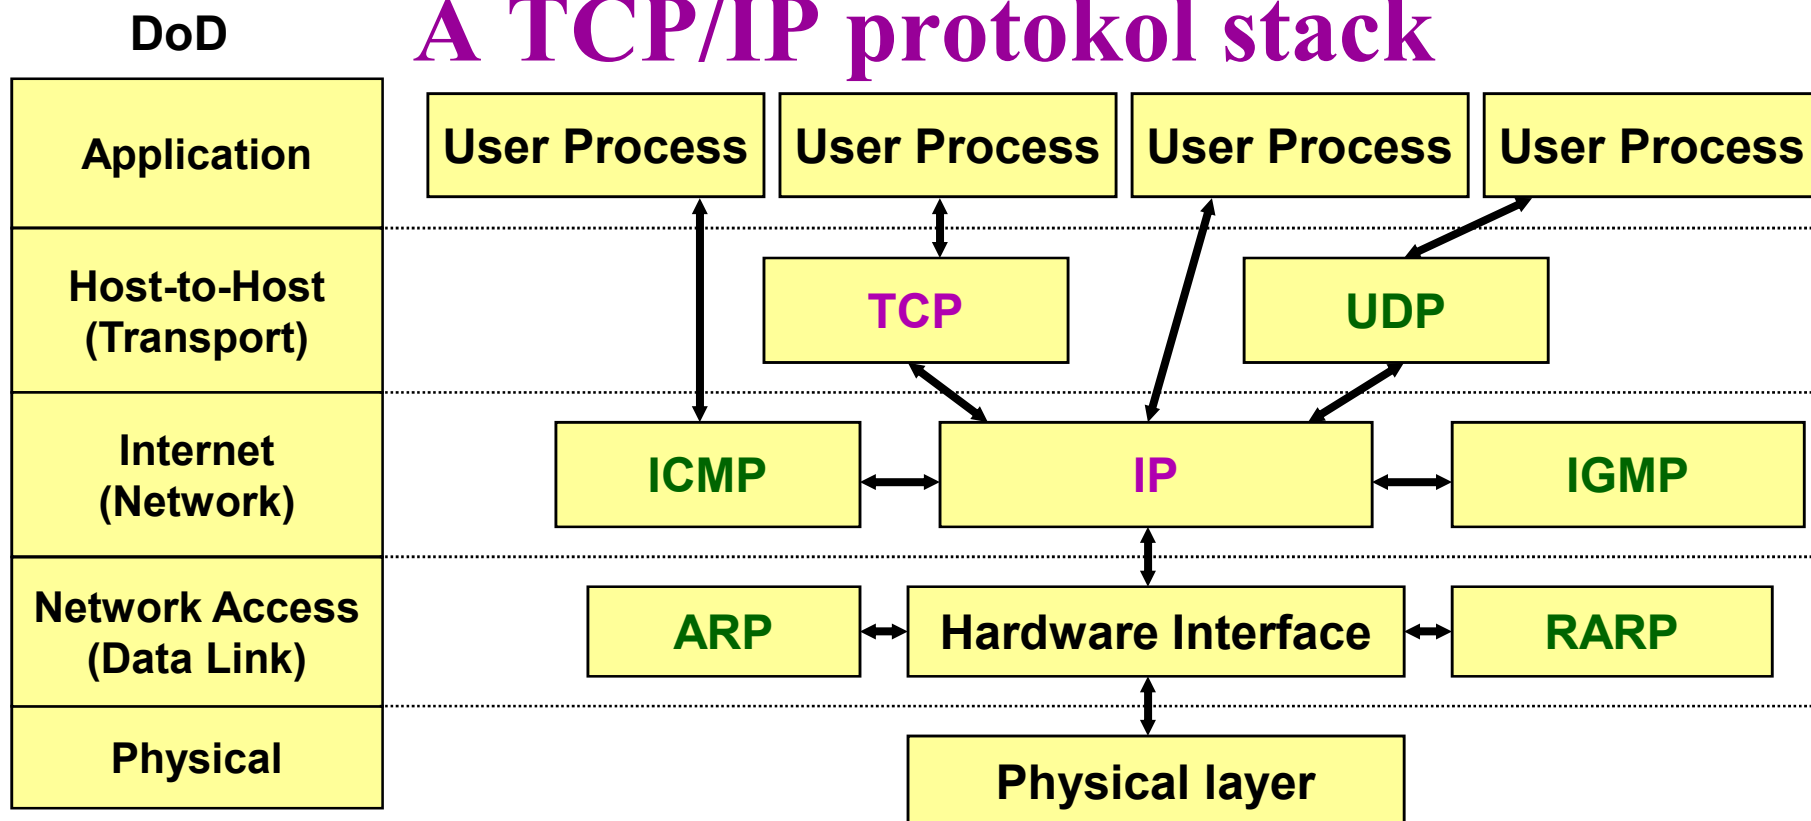 DoD
A TCP/IP protokol stack
Application
User Process
User Process
User Process
User Process
Host-to-Host
(Transport)
TCP
UDP
Internet
(Network)
ICMP
IP
IGMP
Network Access
(Data Link)
ARP
Hardware Interface
RARP
Physical
Physical layer